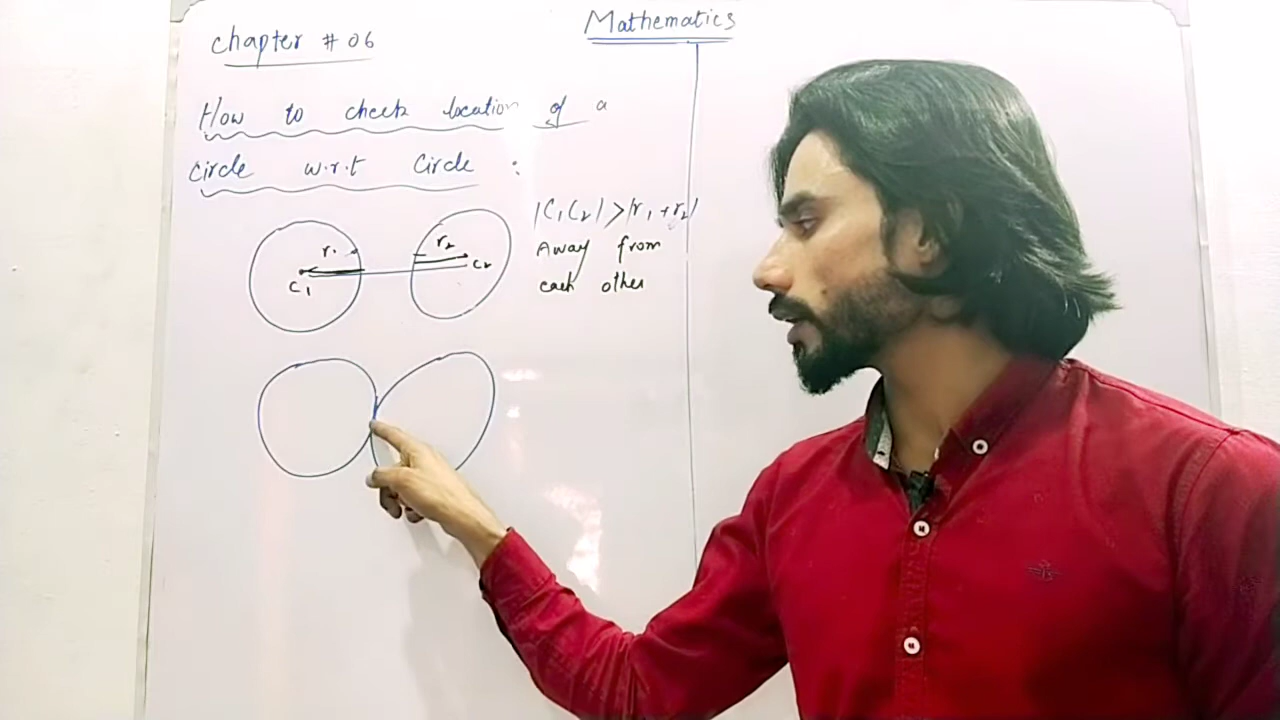 Mathematics
Chapter # 06
How to check location of a
Circle w.r.t Circle :
|C₁C₂| > |r₁ + r₂|
Away from
each other
r₁
r₂
C₁
C₂